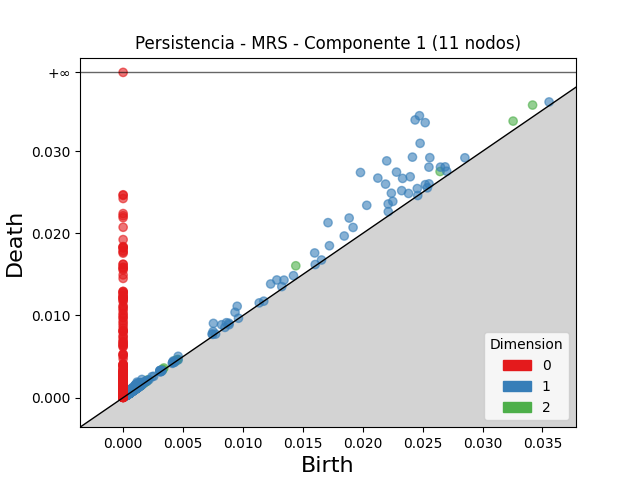 Persistencia - MRS - Componente 1 (11 nodos)
+∞
0.030
0.020
0.010
0.000
Death
Dimension
0
1
2
0.000 0.005 0.010 0.015 0.020 0.025 0.030 0.035
Birth